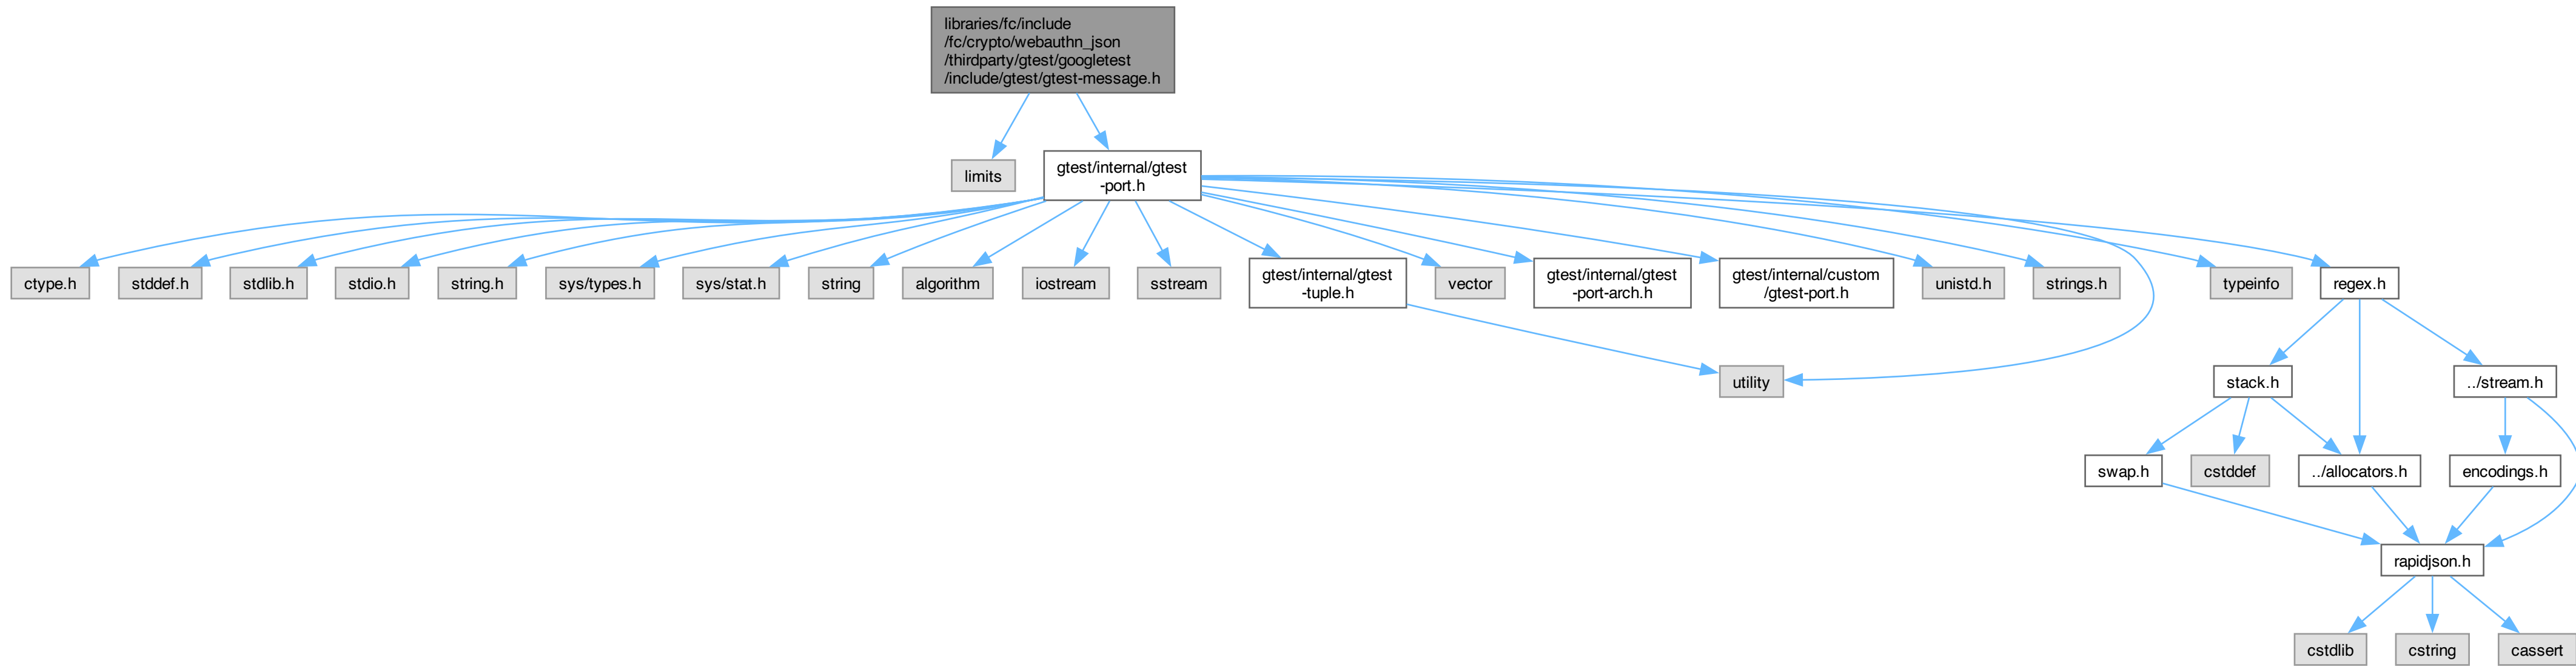 libraries/fc/include
/fc/crypto/webauthn_json
/thirdparty/gtest/googletest
/include/gtest/gtest-message.h
limits
gtest/internal/gtest
-port.h
ctype.h
stddef.h
stdlib.h
stdio.h
string.h
sys/types.h
sys/stat.h
string
algorithm
iostream
sstream
gtest/internal/gtest
-tuple.h
vector
gtest/internal/gtest
-port-arch.h
gtest/internal/custom
/gtest-port.h
unistd.h
strings.h
typeinfo
regex.h
utility
stack.h
../stream.h
swap.h
cstddef
../allocators.h
encodings.h
rapidjson.h
cstdlib
cstring
cassert